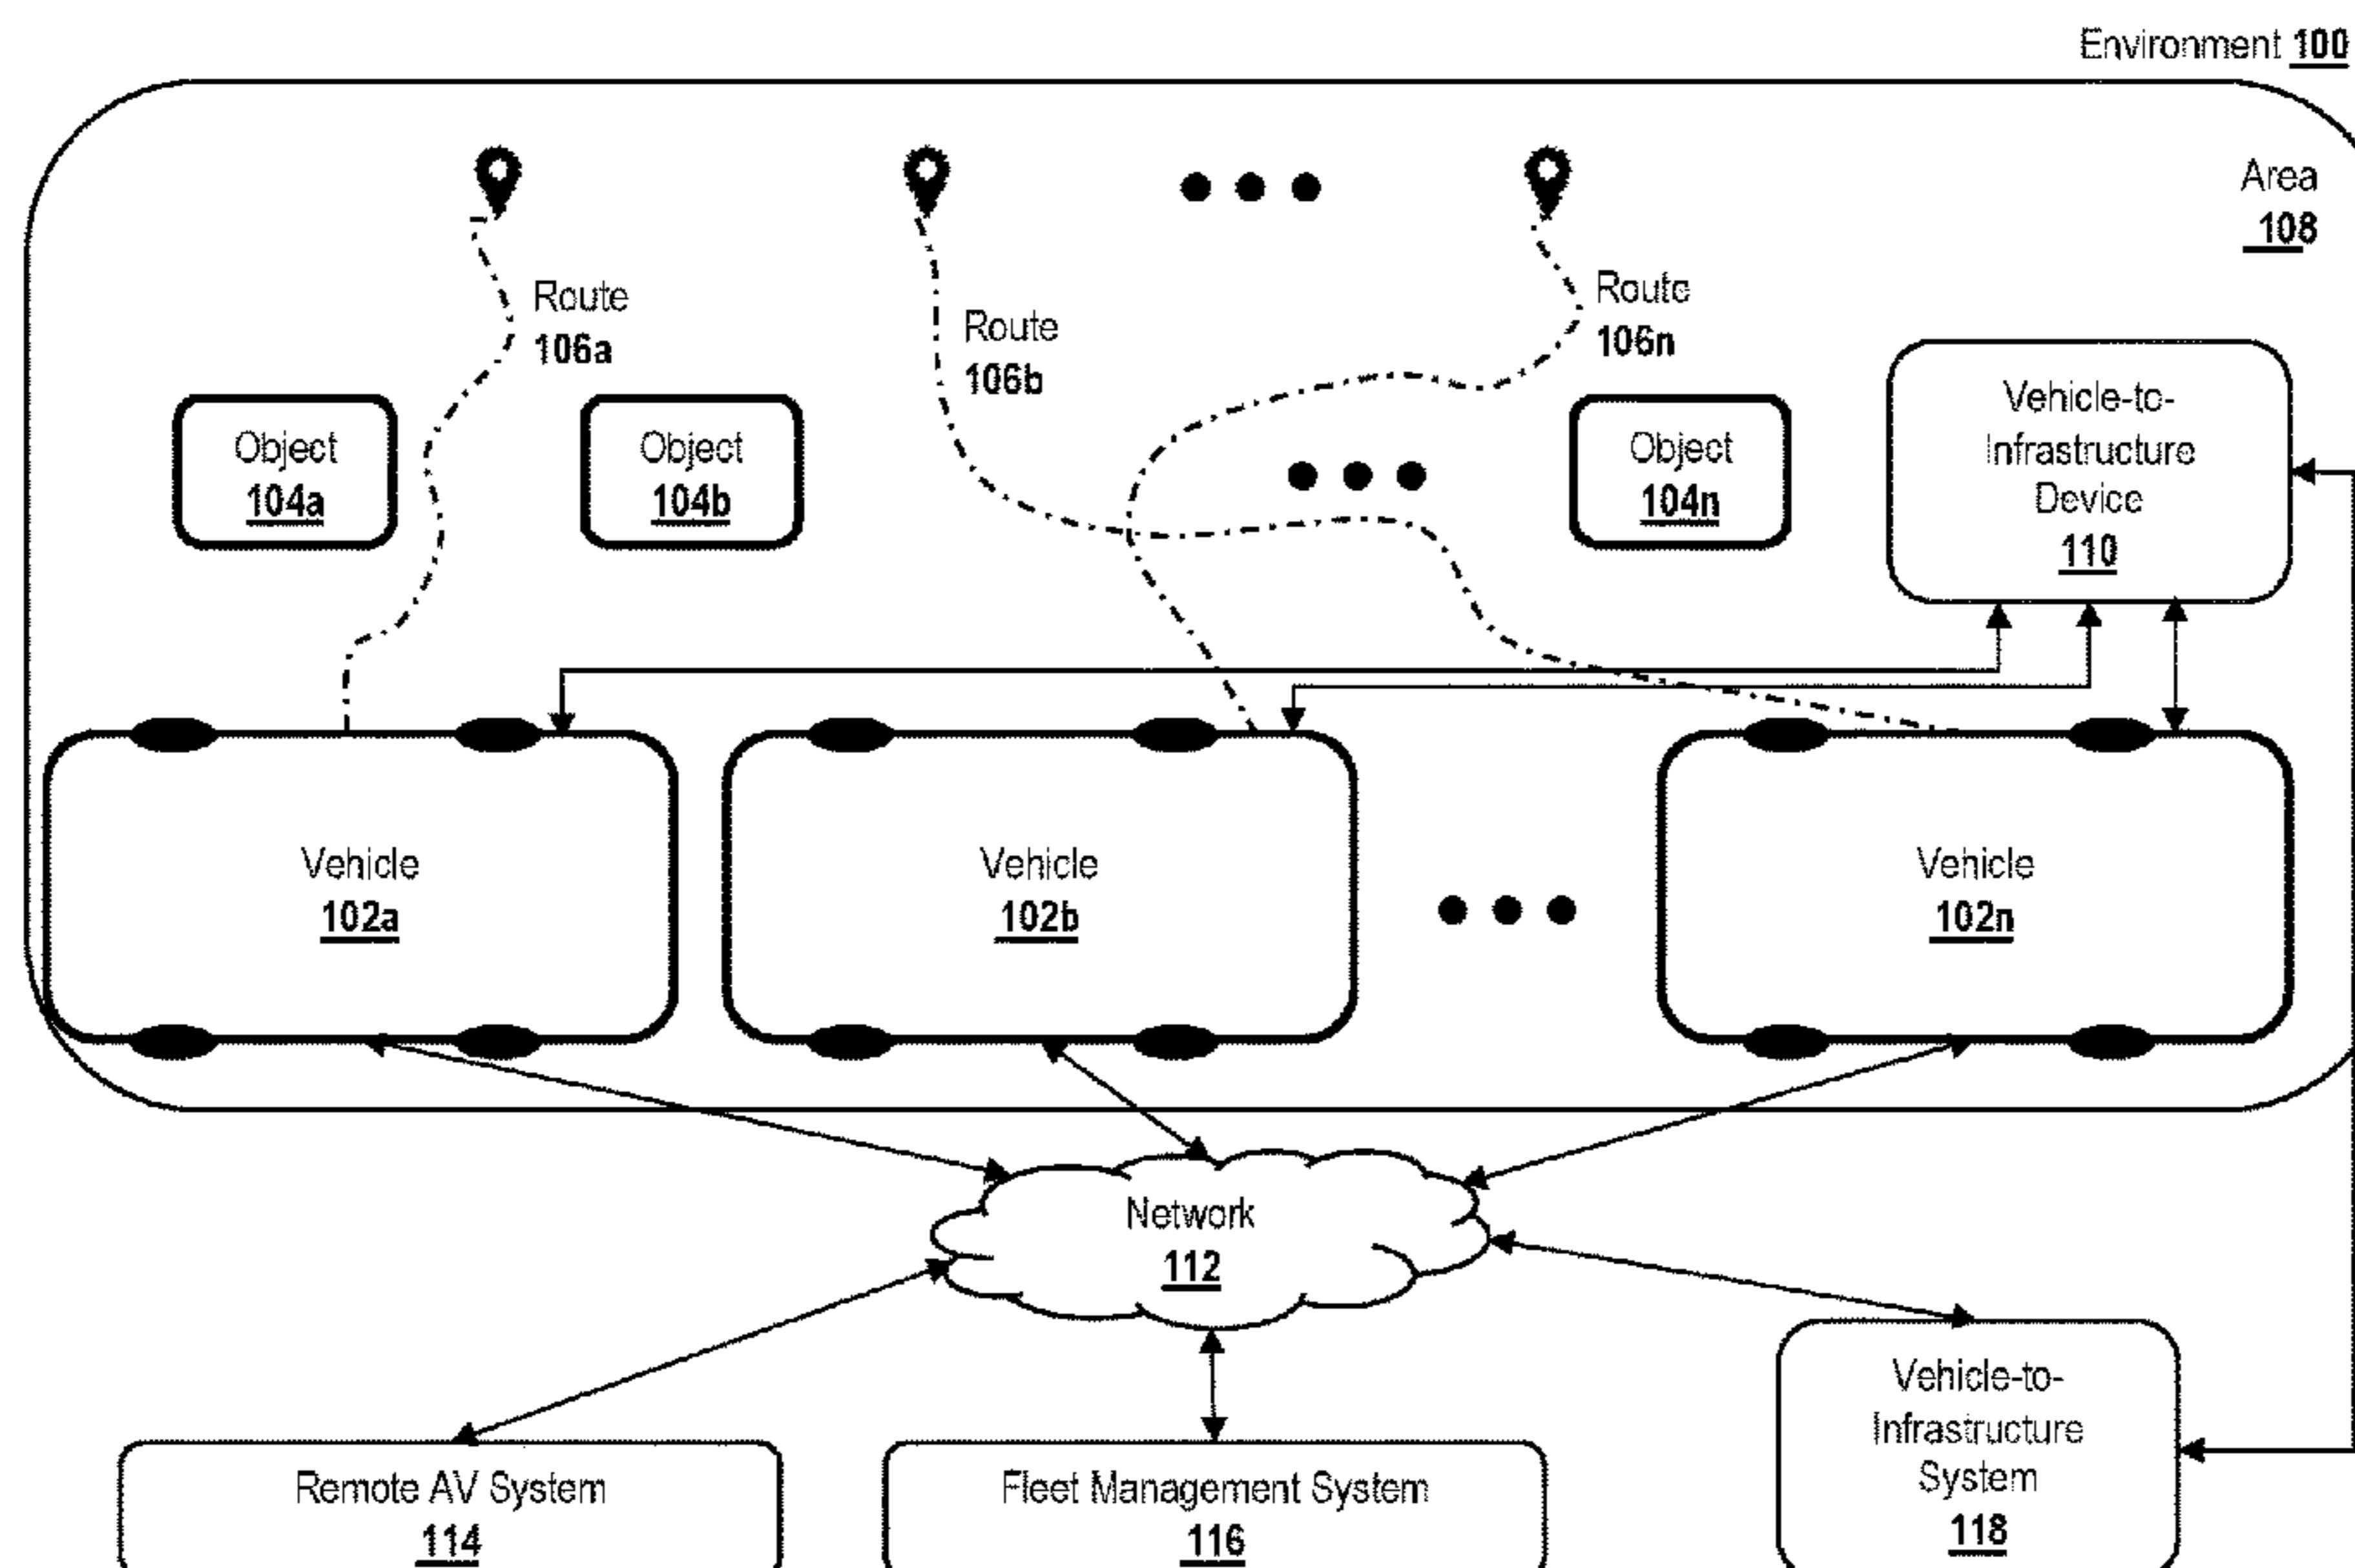 Environment 100
Area
108
Route
106a
Route
106b
Route
106n
Object
104a
Object
104b
Object
104n
Vehicle-to-
Infrastructure
Device
110
Vehicle
102a
Vehicle
102b
Vehicle
102n
Network
112
Remote AV System
114
Fleet Management System
116
Vehicle-to-
Infrastructure
System
118